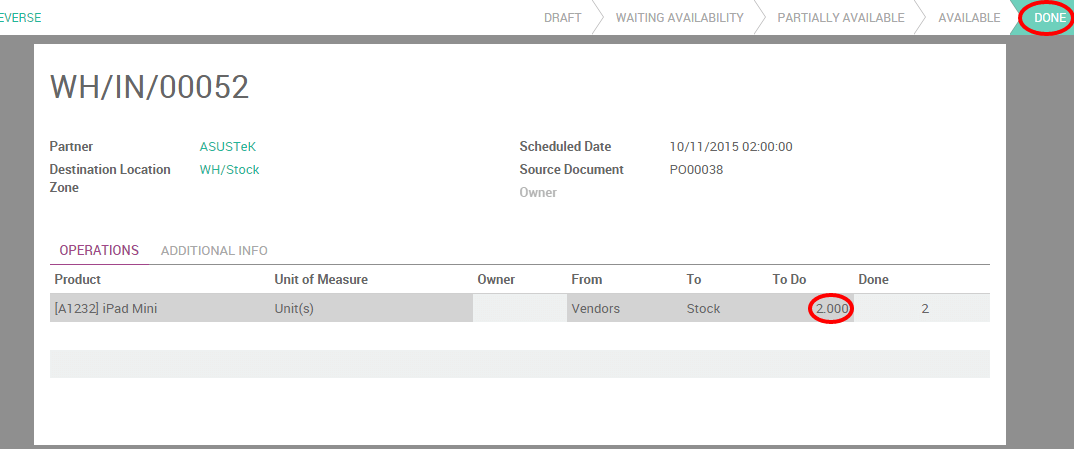 EVERSE DRAFT WAITING AVAILABILITY PARTIALLY AVAILABLE AVAILABLE DONE
WH/IN/00052
Partner ASUSTeK Scheduled Date 10/11/2015 02:00:00
Destination Location WH/Stock Source Document PO00038
Zone Owner
OPERATIONS ADDITIONAL INFO
Product Unit of Measure Owner From To To Do Done
[A1232] iPad Mini Unit(s) Vendors Stock 2.000 2